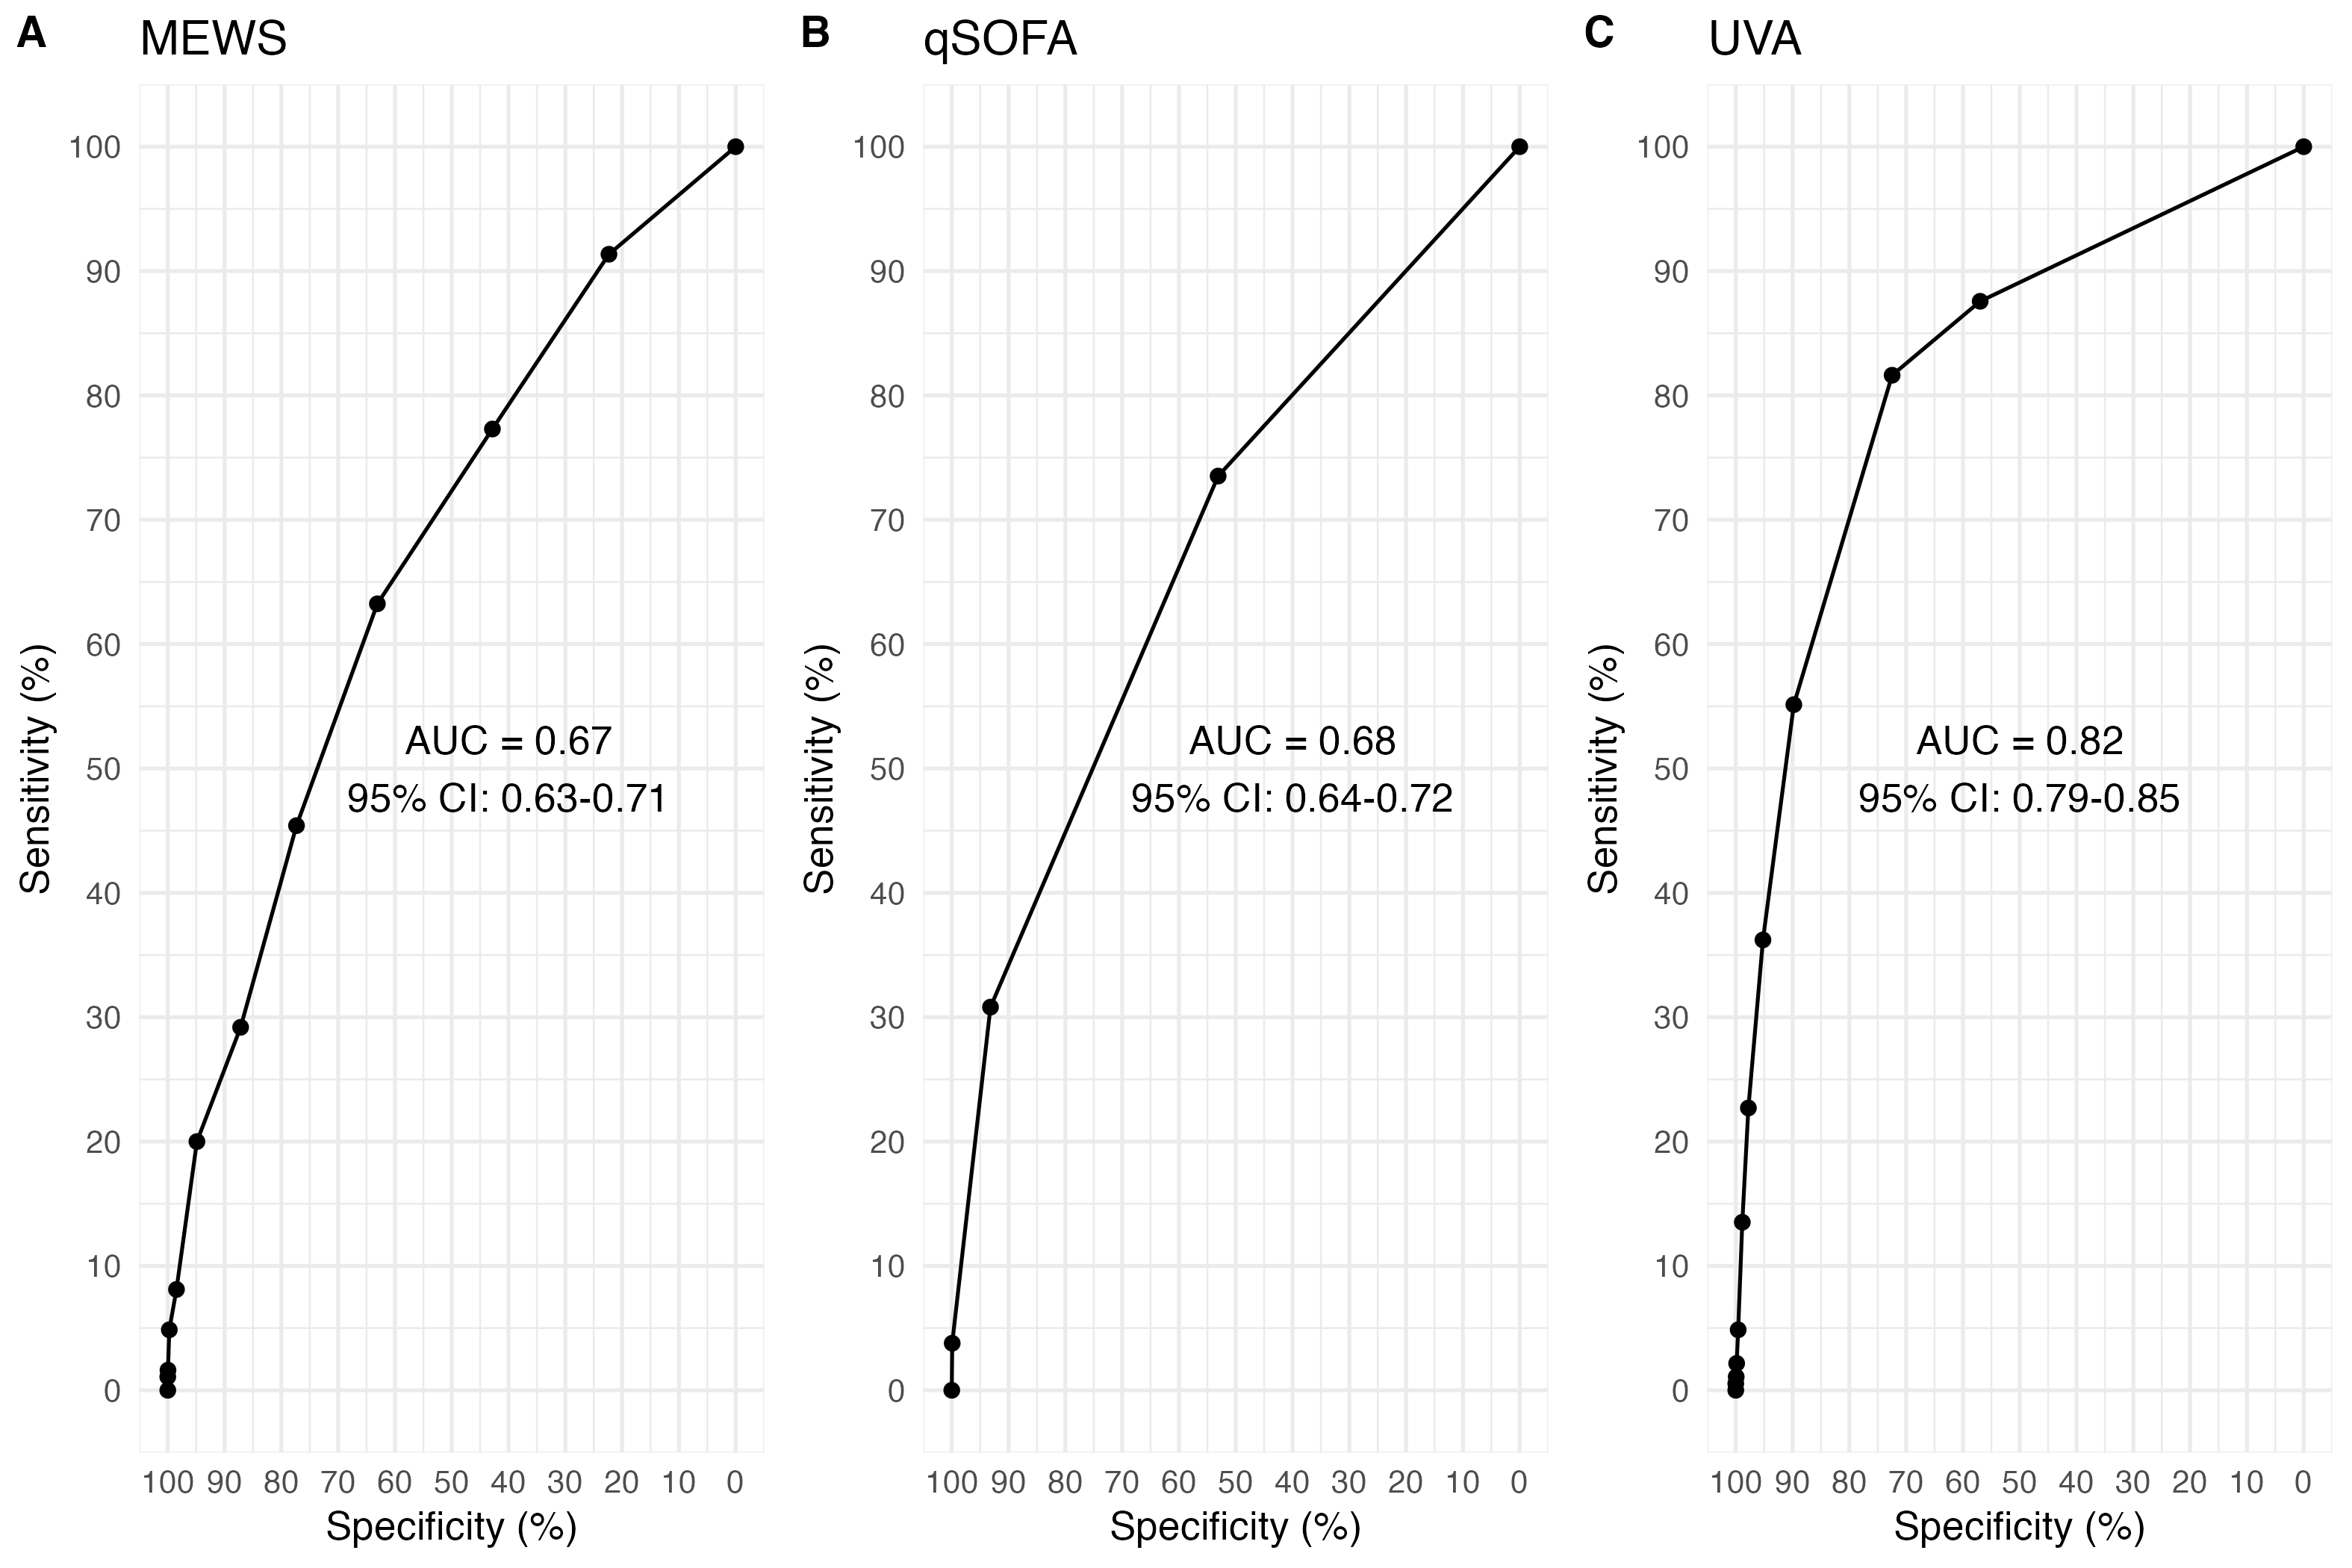 A MEWS
100
90
80
70
60
50
40
30
20
10
0
Sensitivity (%)
AUC = 0.67
95% CI: 0.63-0.71
100 90 80 70 60 50 40 30 20 10 0
Specificity (%)
B qSOFA
100
90
80
70
60
50
40
30
20
10
0
Sensitivity (%)
AUC = 0.68
95% CI: 0.64-0.72
100 90 80 70 60 50 40 30 20 10 0
Specificity (%)
C UVA
100
90
80
70
60
50
40
30
20
10
0
Sensitivity (%)
AUC = 0.82
95% CI: 0.79-0.85
100 90 80 70 60 50 40 30 20 10 0
Specificity (%)